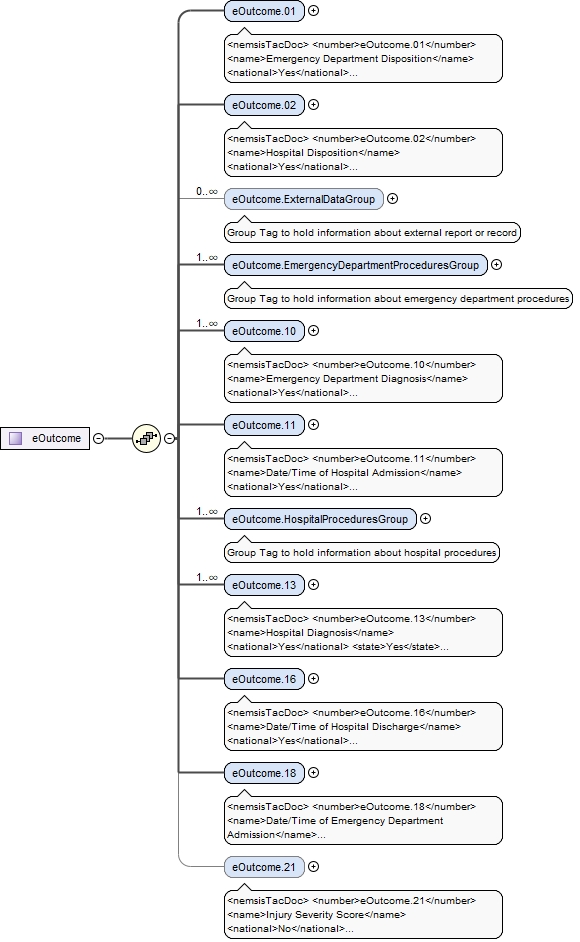 eOutcome.01
<nemsisTacDoc> <number>eOutcome.01</number>
<name>Emergency Department Disposition</name>
<national>Yes</national>...
eOutcome.02
<nemsisTacDoc> <number>eOutcome.02</number>
<name>Hospital Disposition</name>
<national>Yes</national>...
0..∞
eOutcome.ExternalDataGroup
Group Tag to hold information about external report or record
1..∞
eOutcome.EmergencyDepartmentProceduresGroup
Group Tag to hold information about emergency department procedures
1..∞
eOutcome.10
<nemsisTacDoc> <number>eOutcome.10</number>
<name>Emergency Department Diagnosis</name>
<national>Yes</national>...
eOutcome.11
eOutcome
<nemsisTacDoc> <number>eOutcome.11</number>
<name>Date/Time of Hospital Admission</name>
<national>Yes</national>...
1..∞
eOutcome.HospitalProceduresGroup
Group Tag to hold information about hospital procedures
1..∞
eOutcome.13
<nemsisTacDoc> <number>eOutcome.13</number>
<name>Hospital Diagnosis</name>
<national>Yes</national> <state>Yes</state>...
eOutcome.16
<nemsisTacDoc> <number>eOutcome.16</number>
<name>Date/Time of Hospital Discharge</name>
<national>Yes</national>...
eOutcome.18
<nemsisTacDoc> <number>eOutcome.18</number>
<name>Date/Time of Emergency Department
Admission</name>...
eOutcome.21
<nemsisTacDoc> <number>eOutcome.21</number>
<name>Injury Severity Score</name>
<national>No</national>...